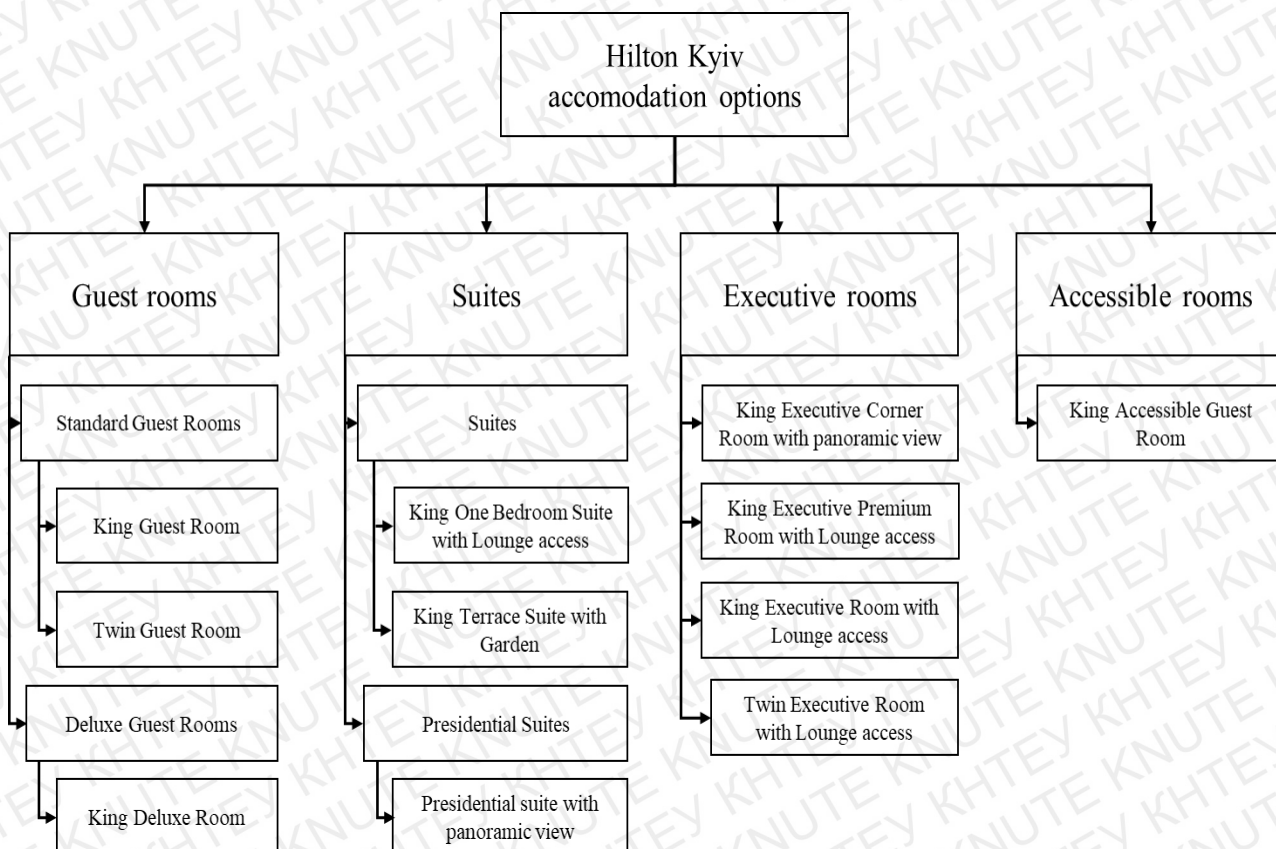 Hilton Kyiv
accomodation options
Guest rooms
Suites
Executive rooms
Accessible rooms
Standard Guest Rooms
King Guest Room
Twin Guest Room
Deluxe Guest Rooms
King Deluxe Room
Suites
King One Bedroom Suite
with Lounge access
King Terrace Suite with
Garden
Presidential Suites
Presidential suite with
panoramic view
King Executive Corner
Room with panoramic view
King Executive Premium
Room with Lounge access
King Executive Room with
Lounge access
Twin Executive Room
with Lounge access
King Accessible Guest
Room
KNUTE КНТЕУ